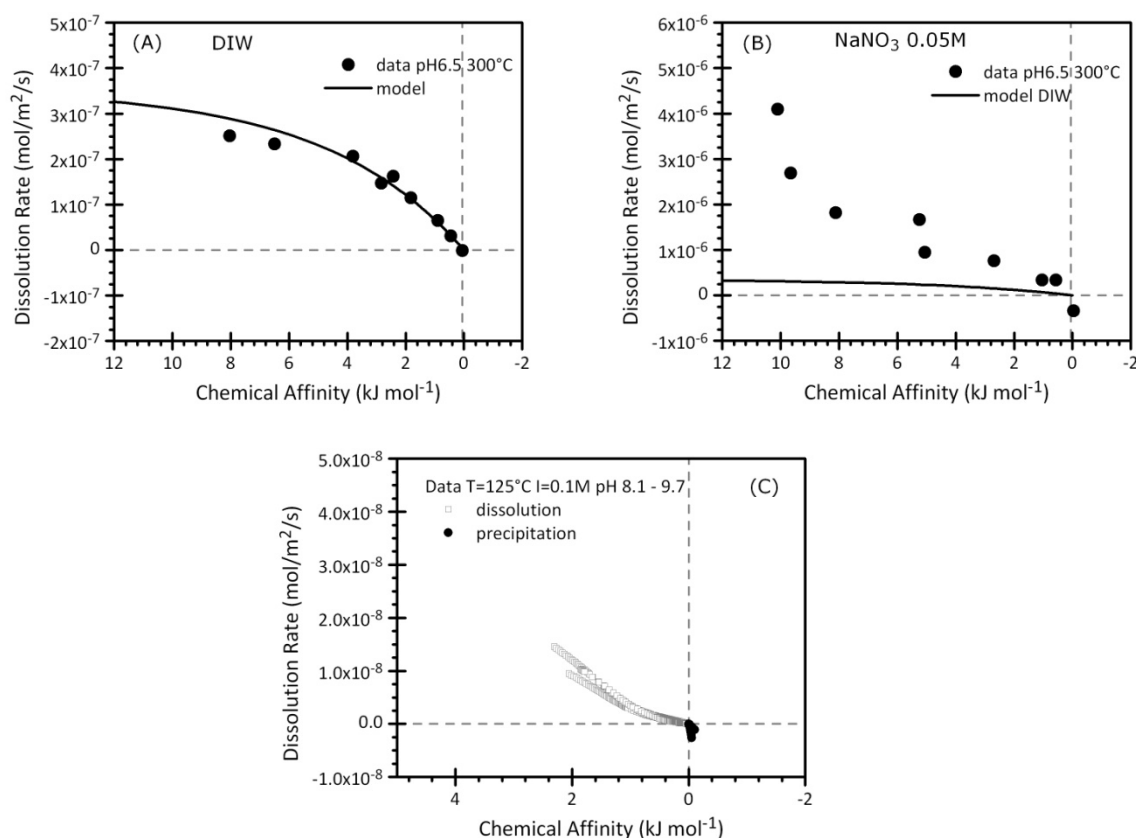 (A) DIW
data pH6.5 300°C
model
5x10⁻⁷
4x10⁻⁷
3x10⁻⁷
2x10⁻⁷
1x10⁻⁷
0
-1x10⁻⁷
-2x10⁻⁷
Dissolution Rate (mol/m²/s)
12 10 8 6 4 2 0 -2
Chemical Affinity (kJ mol⁻¹)
(B) NaNO₃ 0.05M
data pH6.5 300°C
model DIW
6x10⁻⁶
5x10⁻⁶
4x10⁻⁶
3x10⁻⁶
2x10⁻⁶
1x10⁻⁶
0
-1x10⁻⁶
Dissolution Rate (mol/m²/s)
12 10 8 6 4 2 0 -2
Chemical Affinity (kJ mol⁻¹)
Data T=125°C I=0.1M pH 8.1 - 9.7 (C)
dissolution
precipitation
5.0x10⁻⁸
4.0x10⁻⁸
3.0x10⁻⁸
2.0x10⁻⁸
1.0x10⁻⁸
0.0
-1.0x10⁻⁸
Dissolution Rate (mol/m²/s)
4 2 0 -2
Chemical Affinity (kJ mol⁻¹)